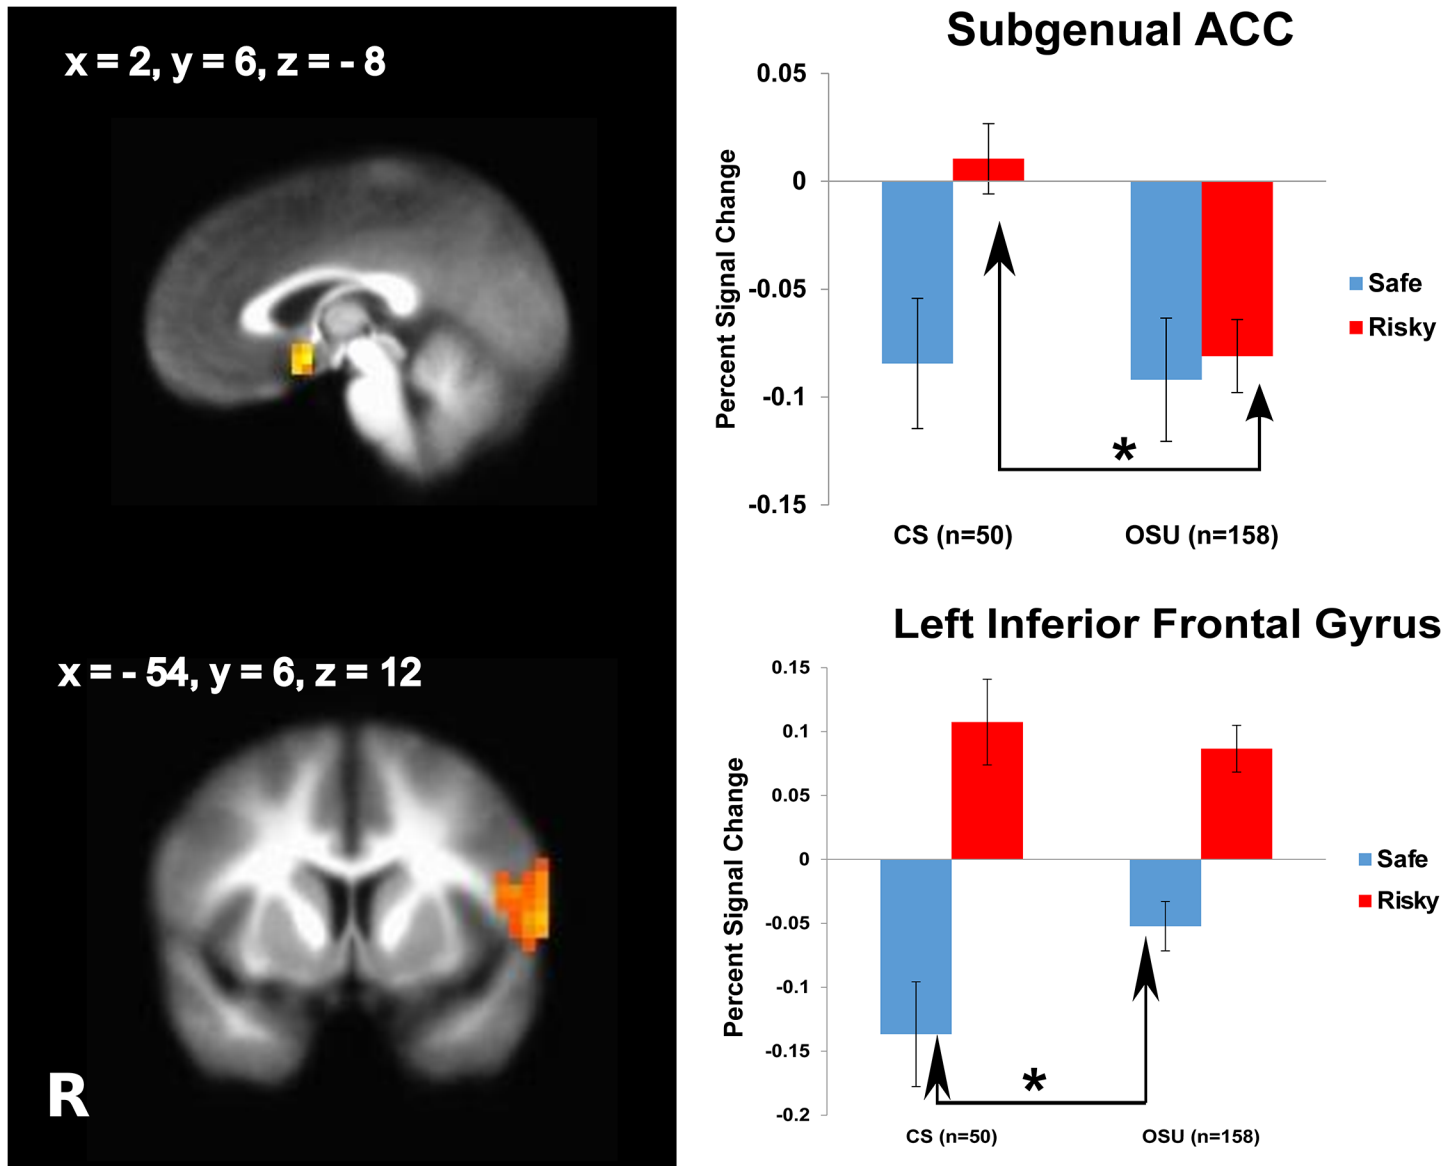 x = 2, y = 6, z = - 8
Subgenual ACC
0.05
0
-0.05
-0.1
-0.15
Percent Signal Change
Safe
Risky
*
CS (n=50)
OSU (n=158)
x = - 54, y = 6, z = 12
R
Left Inferior Frontal Gyrus
0.15
0.1
0.05
0
-0.05
-0.1
-0.15
-0.2
Percent Signal Change
Safe
Risky
*
CS (n=50)
OSU (n=158)